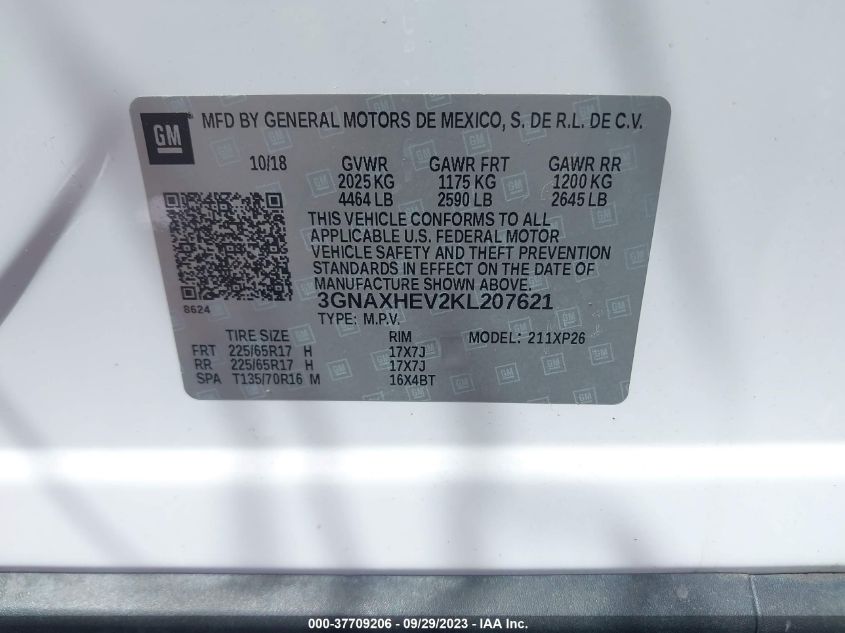 GM ® MFD BY GENERAL MOTORS DE MEXICO, S. DE R.L. DE C.V.
10/18 GVWR GAWR FRT GAWR RR
2025 KG 1175 KG 1200 KG
4464 LB 2590 LB 2645 LB
THIS VEHICLE CONFORMS TO ALL
APPLICABLE U.S. FEDERAL MOTOR
VEHICLE SAFETY AND THEFT PREVENTION
STANDARDS IN EFFECT ON THE DATE OF
MANUFACTURE SHOWN ABOVE.
3GNAXHEV2KL207621
8624
TYPE: M.P.V.
TIRE SIZE RIM MODEL: 211XP26
FRT 225/65R17 H 17X7J
RR 225/65R17 H 17X7J
SPA T135/70R16 M 16X4BT
000-37709206 - 09/29/2023 - IAA Inc.